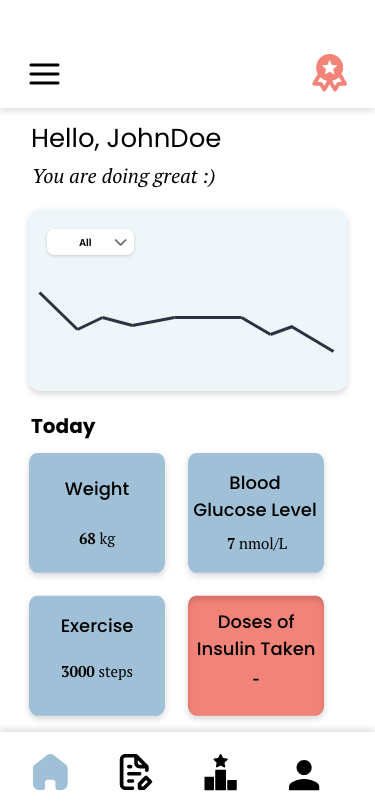 Hello, JohnDoe
You are doing great :)
All
Today
Weight
68 kg
Blood
Glucose Level
7 nmol/L
Exercise
3000 steps
Doses of
Insulin Taken
-